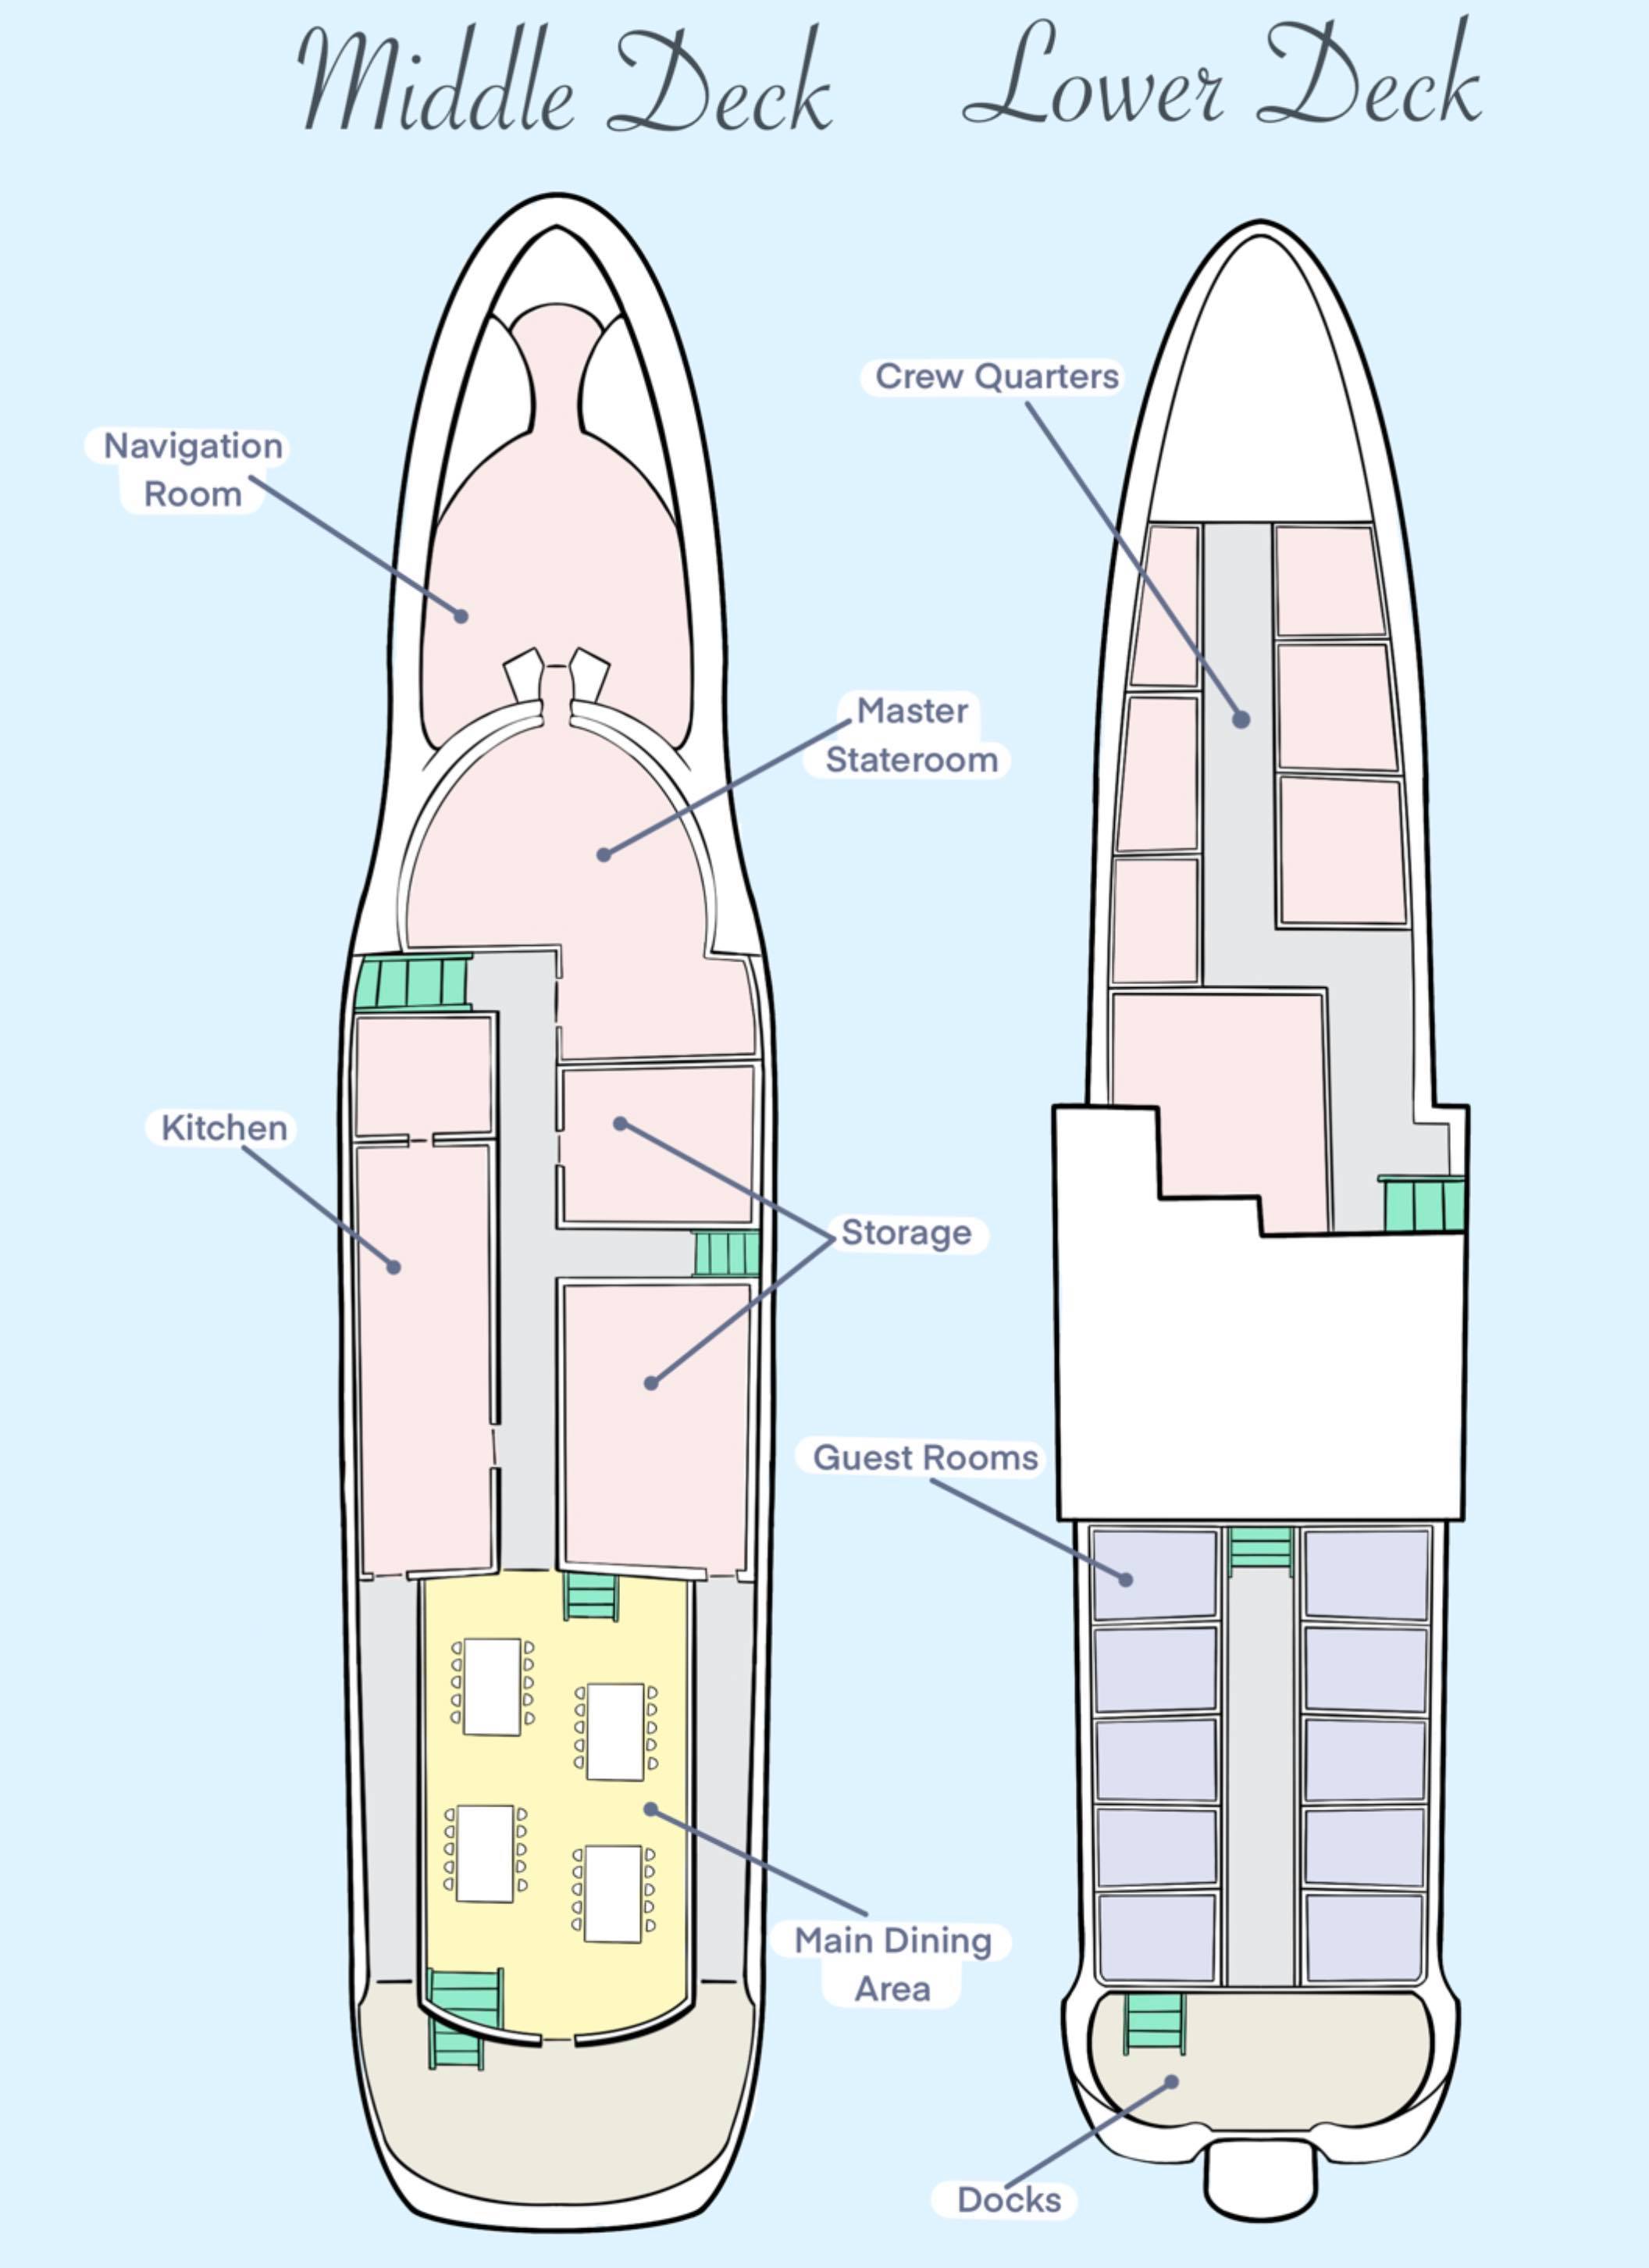 Middle Deck
Lower Deck
Crew Quarters
Navigation
Room
Master
Stateroom
Kitchen
Storage
Guest Rooms
Main Dining
Area
Docks